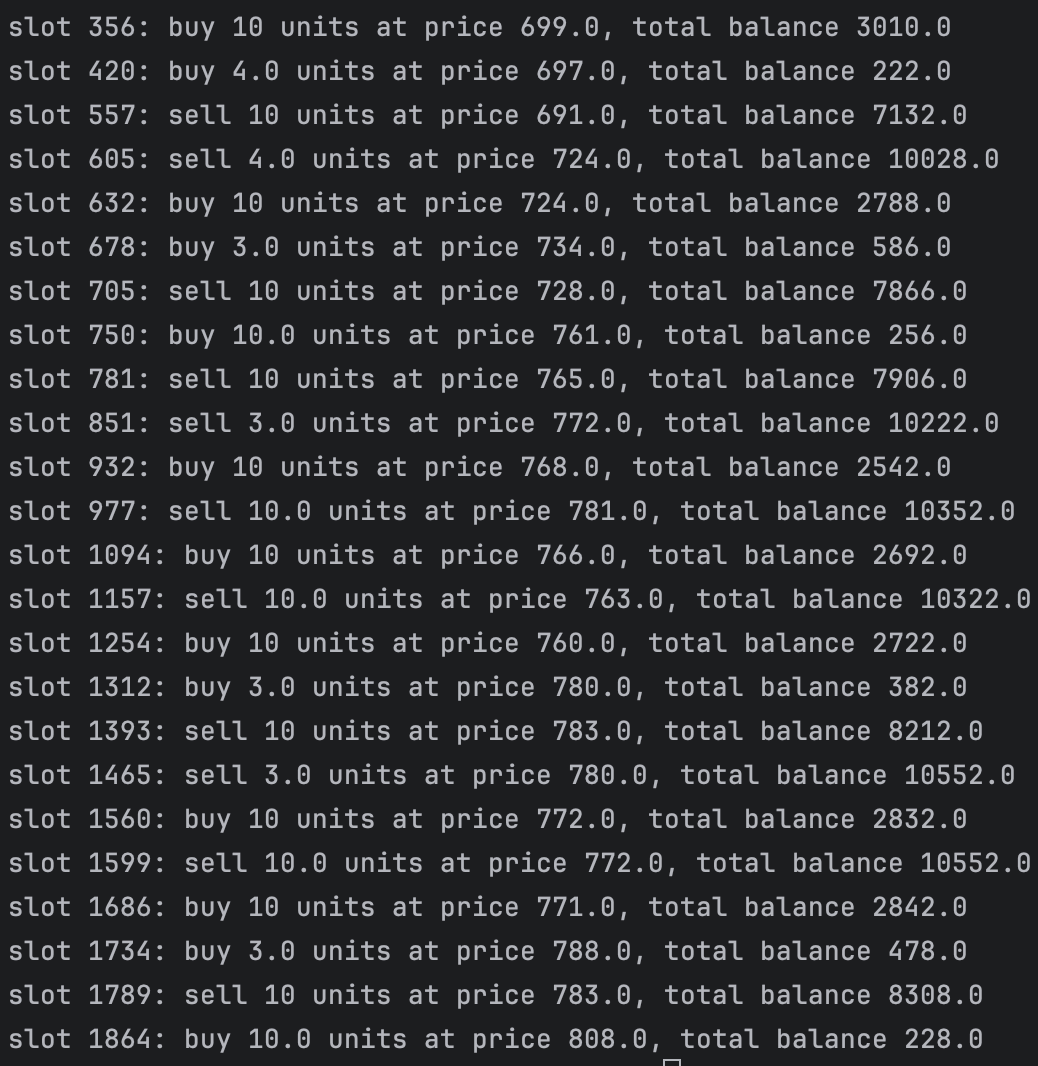 slot 356: buy 10 units at price 699.0, total balance 3010.0
slot 420: buy 4.0 units at price 697.0, total balance 222.0
slot 557: sell 10 units at price 691.0, total balance 7132.0
slot 605: sell 4.0 units at price 724.0, total balance 10028.0
slot 632: buy 10 units at price 724.0, total balance 2788.0
slot 678: buy 3.0 units at price 734.0, total balance 586.0
slot 705: sell 10 units at price 728.0, total balance 7866.0
slot 750: buy 10.0 units at price 761.0, total balance 256.0
slot 781: sell 10 units at price 765.0, total balance 7906.0
slot 851: sell 3.0 units at price 772.0, total balance 10222.0
slot 932: buy 10 units at price 768.0, total balance 2542.0
slot 977: sell 10.0 units at price 781.0, total balance 10352.0
slot 1094: buy 10 units at price 766.0, total balance 2692.0
slot 1157: sell 10.0 units at price 763.0, total balance 10322.0
slot 1254: buy 10 units at price 760.0, total balance 2722.0
slot 1312: buy 3.0 units at price 780.0, total balance 382.0
slot 1393: sell 10 units at price 783.0, total balance 8212.0
slot 1465: sell 3.0 units at price 780.0, total balance 10552.0
slot 1560: buy 10 units at price 772.0, total balance 2832.0
slot 1599: sell 10.0 units at price 772.0, total balance 10552.0
slot 1686: buy 10 units at price 771.0, total balance 2842.0
slot 1734: buy 3.0 units at price 788.0, total balance 478.0
slot 1789: sell 10 units at price 783.0, total balance 8308.0
slot 1864: buy 10.0 units at price 808.0, total balance 228.0